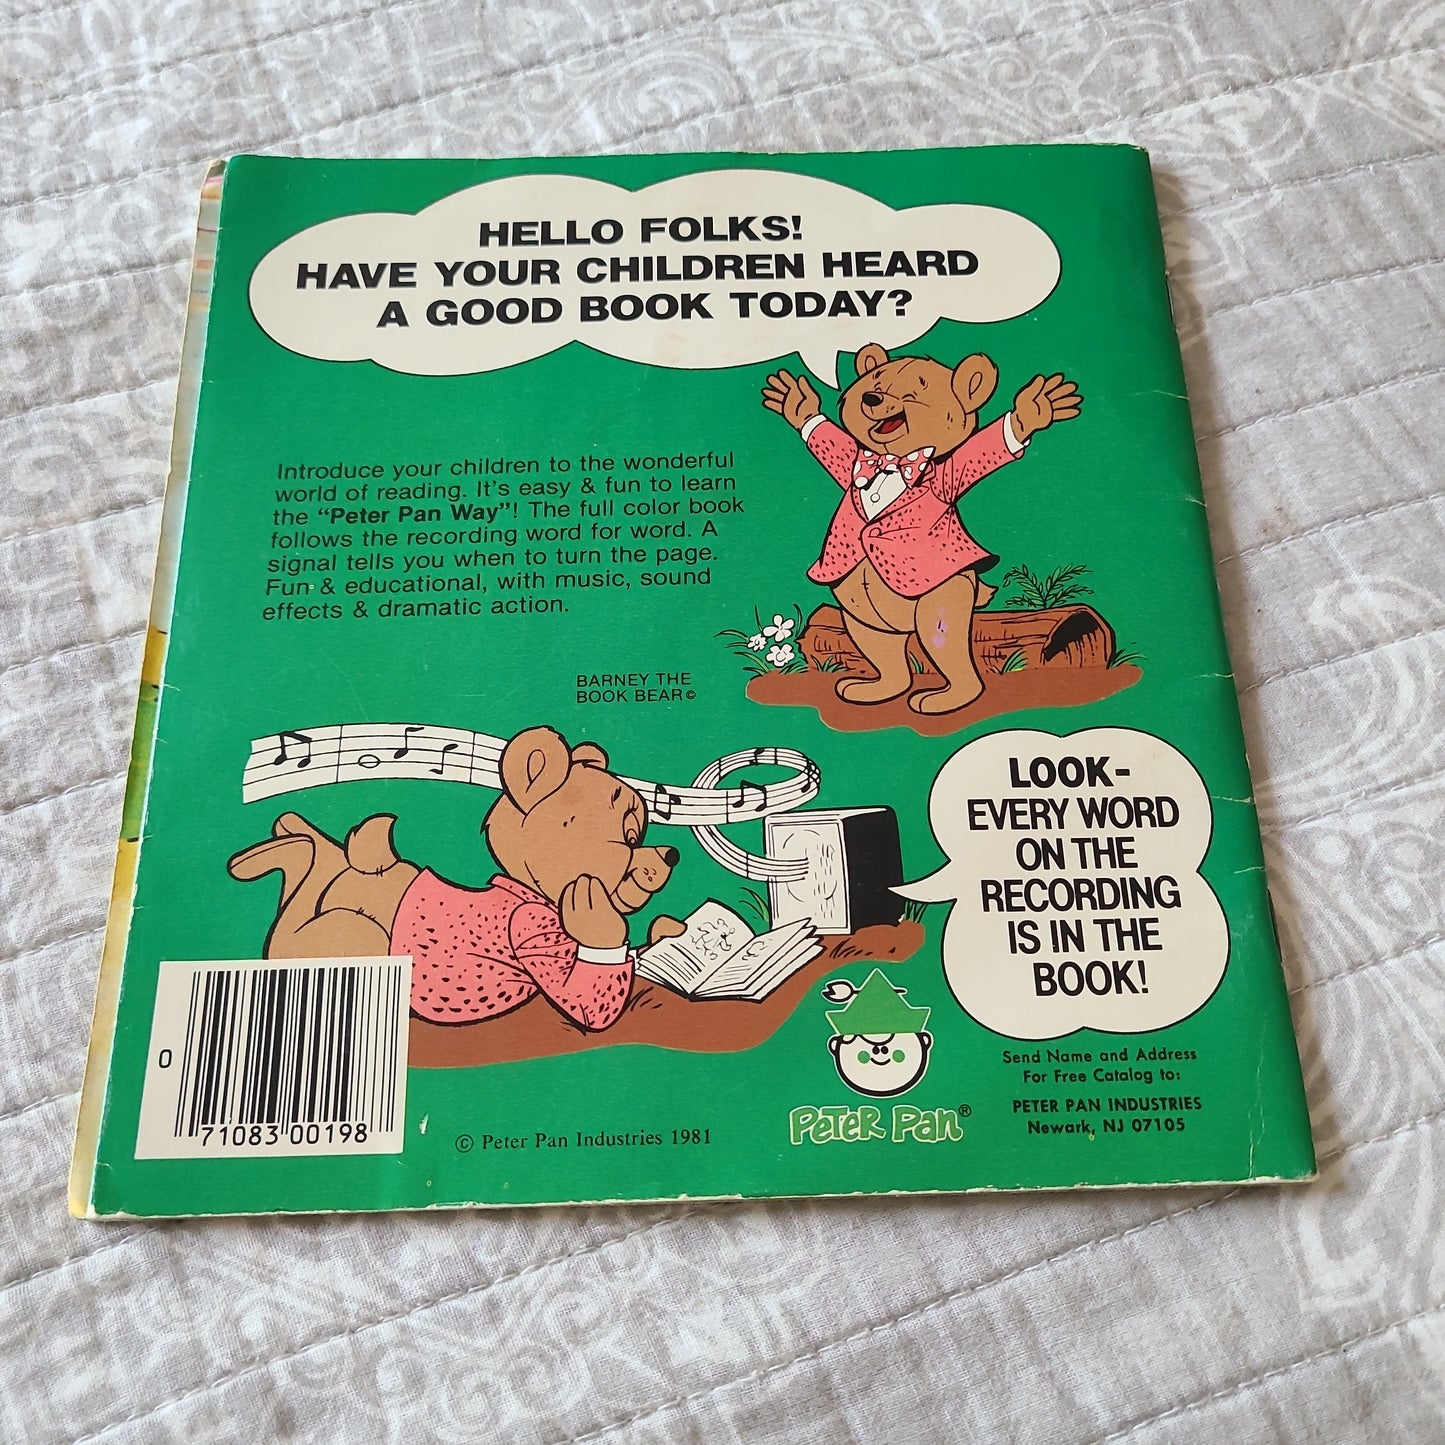 HELLO FOLKS!
HAVE YOUR CHILDREN HEARD
A GOOD BOOK TODAY?
Introduce your children to the wonderful
world of reading. It's easy & fun to learn
the "Peter Pan Way"! The full color book
follows the recording word for word. A
signal tells you when to turn the page.
Fun & educational, with music, sound
effects & dramatic action.
BARNEY THE
BOOK BEAR©
LOOK-
EVERY WORD
ON THE
RECORDING
IS IN THE
BOOK!
Send Name and Address
For Free Catalog to:
PETER PAN INDUSTRIES
Newark, NJ 07105
PETER PAN®
© Peter Pan Industries 1981
0 71083 00198